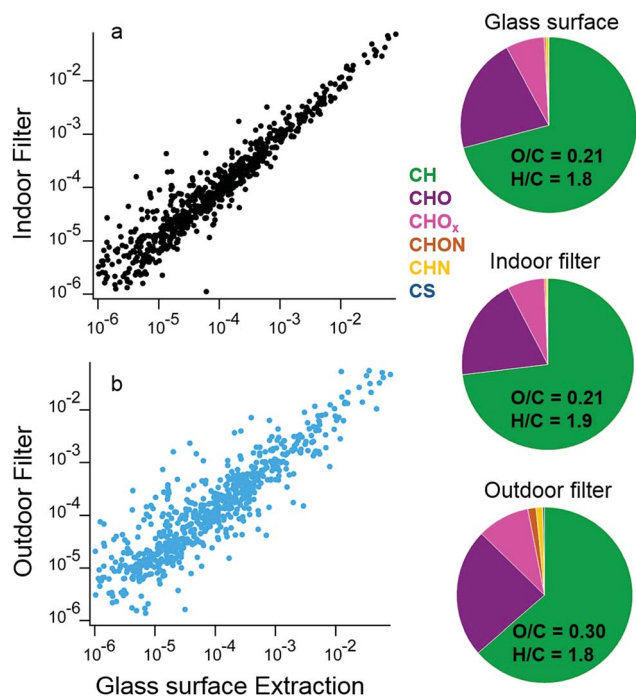 a
Indoor Filter
10⁻²
10⁻³
10⁻⁴
10⁻⁵
10⁻⁶
10⁻⁶ 10⁻⁵ 10⁻⁴ 10⁻³ 10⁻²
b
Outdoor Filter
10⁻²
10⁻³
10⁻⁴
10⁻⁵
10⁻⁶
10⁻⁶ 10⁻⁵ 10⁻⁴ 10⁻³ 10⁻²
Glass surface Extraction
CH
CHO
CHOₓ
CHON
CHN
CS
Glass surface
O/C = 0.21
H/C = 1.8
Indoor filter
O/C = 0.21
H/C = 1.9
Outdoor filter
O/C = 0.30
H/C = 1.8